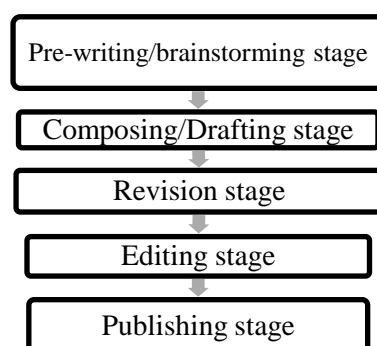 Pre-writing/brainstorming stage
Composing/Drafting stage
Revision stage
Editing stage
Publishing stage